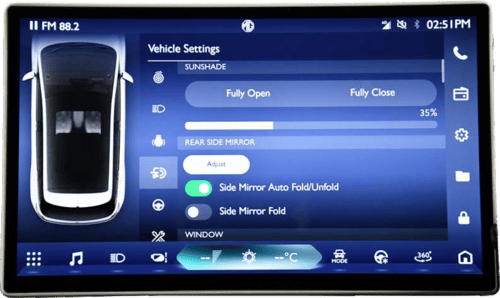 FM 88.2
MG
02:51PM
Vehicle Settings
SUNSHADE
Fully Open Fully Close
35%
REAR SIDE MIRROR
Adjust
Side Mirror Auto Fold/Unfold
Side Mirror Fold
WINDOW
-- --°C
MODE
360°